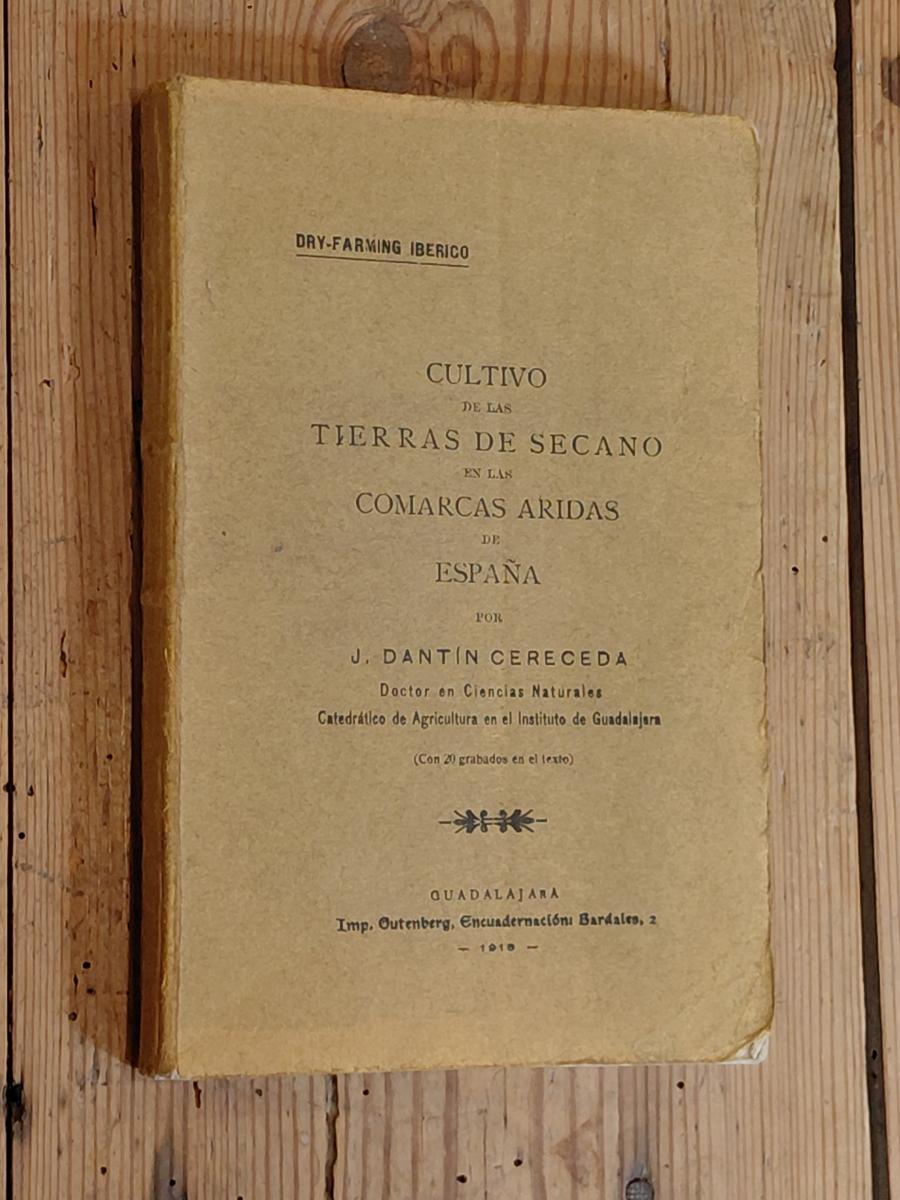 DRY-FARMING IBERICO
CULTIVO
DE LAS
TIERRAS DE SECANO
EN LAS
COMARCAS ARIDAS
DE
ESPAÑA
POR
J. DANTÍN CERECEDA
Doctor en Ciencias Naturales
Catedrático de Agricultura en el Instituto de Guadalajara
(Con 20 grabados en el texto)
GUADALAJARA
Imp. Gutenberg, Encuadernación: Bardales, 2